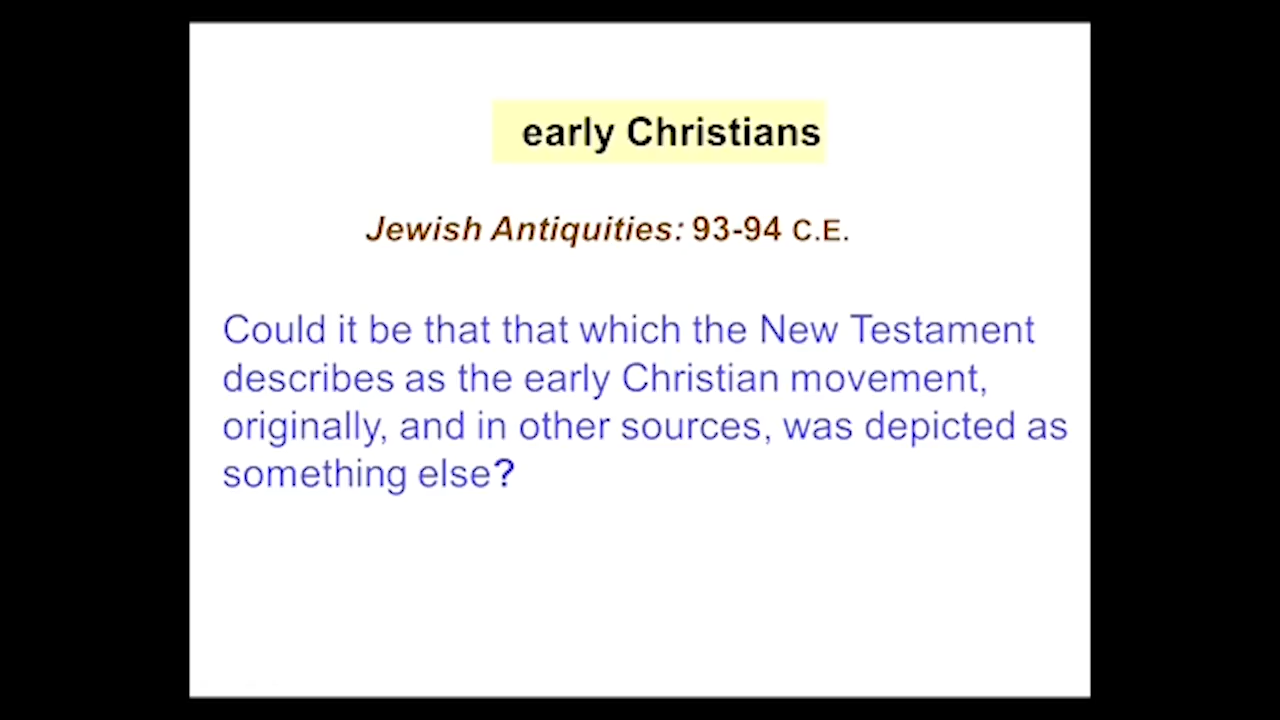 early Christians
Jewish Antiquities: 93-94 C.E.
Could it be that that which the New Testament
describes as the early Christian movement,
originally, and in other sources, was depicted as
something else?